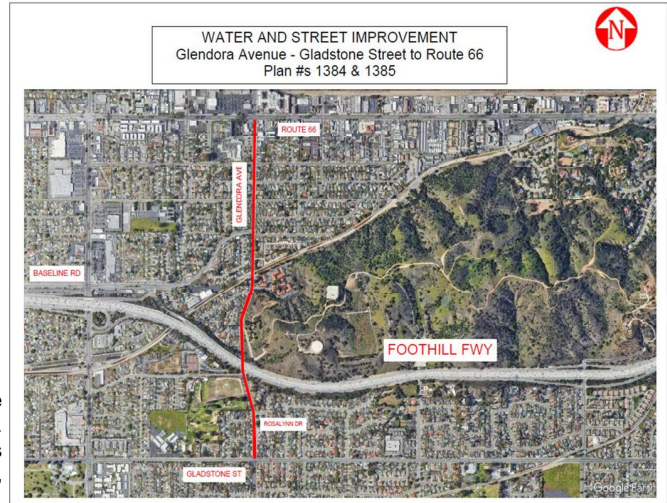 WATER AND STREET IMPROVEMENT
Glendora Avenue - Gladstone Street to Route 66
Plan #s 1384 & 1385
N
ROUTE 66
GLENDORA AVE
BASELINE RD
FOOTHILL FWY
ROSALYNN DR
GLADSTONE ST
Google Earth